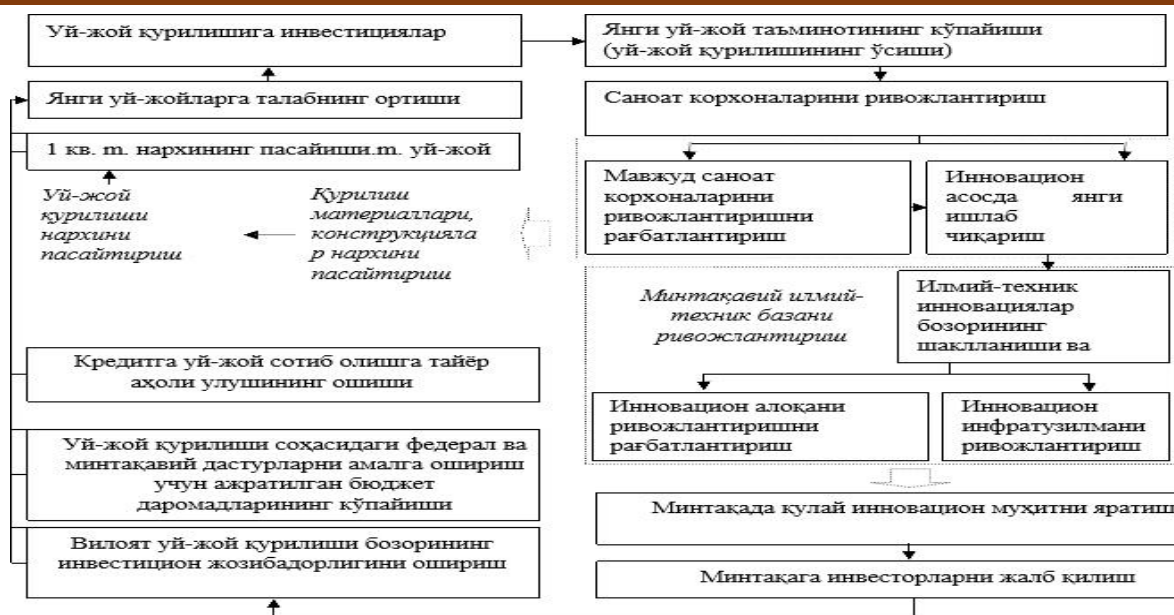 Уй-жой қурилишига инвестициялар
Янги уй-жойларга талабнинг ортиши
1 кв. m. нархининг пасайиши.m. уй-жой
Уй-жой
қурилиши
нархини
пасайтириш
Қурилиш
материаллари,
конструкцияла
р нархини
пасайтириш
Кредитга уй-жой сотиб олишга тайёр
аҳоли улушининг ошиши
Уй-жой қурилиши соҳасидаги федерал ва
минтақавий дастурларни амалга ошириш
учун ажратилган бюджет
даромадларининг кўпайиши
Вилоят уй-жой қурилиши бозорининг
инвестицион жозибадорлигини ошириш
Янги уй-жой таъминотининг кўпайиши
(уй-жой қурилишининг ўсиши)
Саноат корхоналарини ривожлантириш
Мавжуд саноат
корхоналарини
ривожлантиришни
рағбатлантириш
Инновацион
асосда янги
ишлаб
чиқариш
Минтақавий илмий-
техник базани
ривожлантириш
Илмий-техник
инновациялар
бозорининг
шаклланиши ва
Инновацион алоқани
ривожлантиришни
рағбатлантириш
Инновацион
инфратузилмани
ривожлантириш
Минтақада қулай инновацион муҳитни яратиш
Минтақага инвесторларни жалб қилиш